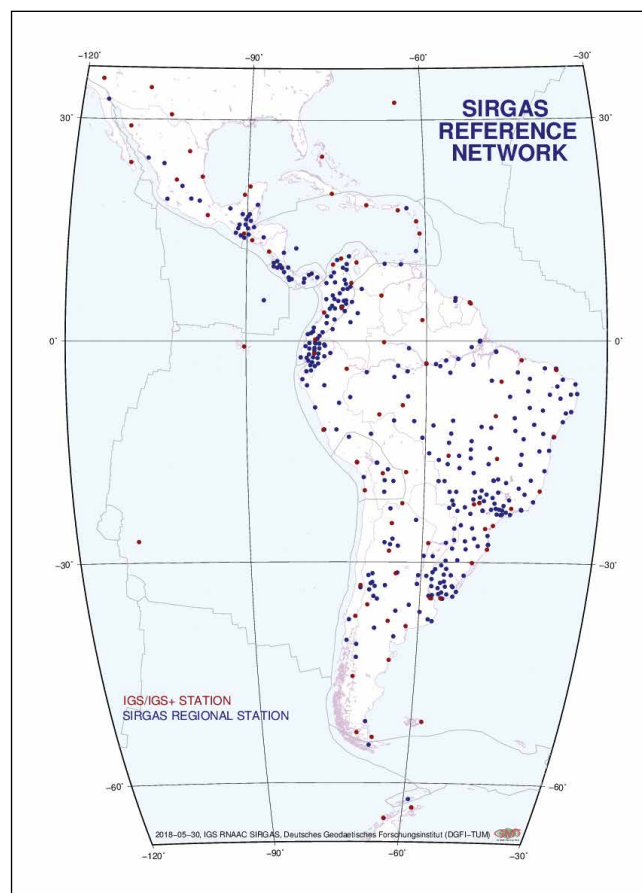 −120˚ −90˚ −60˚ −30˚
SIRGAS
REFERENCE
NETWORK
30˚ 30˚
0˚ 0˚
−30˚ −30˚
IGS/IGS+ STATION
SIRGAS REGIONAL STATION
−60˚ −60˚
2018−05−30, IGS RNAAC SIRGAS, Deutsches Geodaetisches Forschungsinstitut (DGFI−TUM)
−120˚ −90˚ −60˚ −30˚